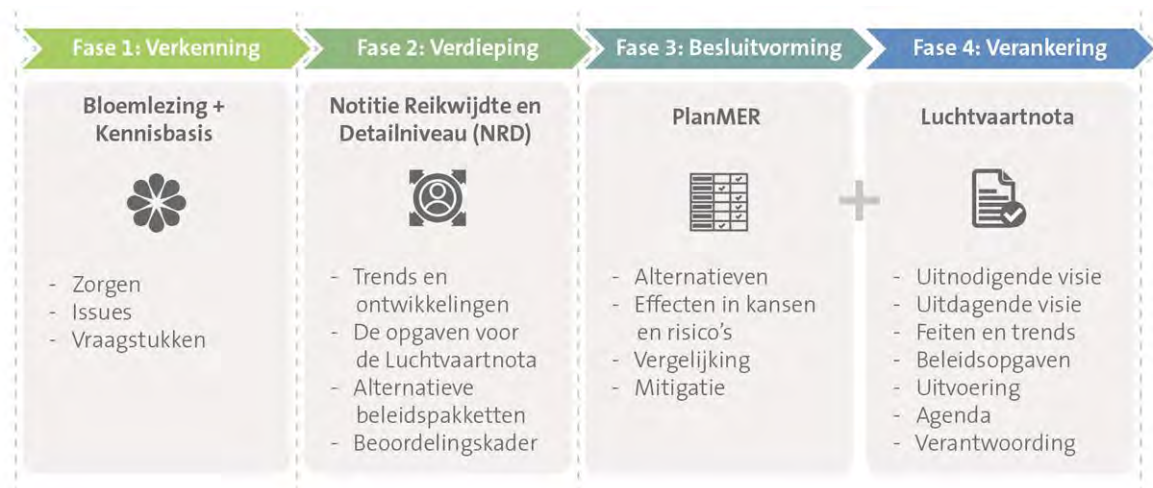 Fase 1: Verkenning
Fase 2: Verdieping
Fase 3: Besluitvorming
Fase 4: Verankering
Bloemlezing +
Kennisbasis
- Zorgen
- Issues
- Vraagstukken
Notitie Reikwijdte en
Detailniveau (NRD)
- Trends en
ontwikkelingen
- De opgaven voor
de Luchtvaartnota
- Alternatieve
beleidspakketten
- Beoordelingskader
PlanMER
- Alternatieven
- Effecten in kansen
en risico's
- Vergelijking
- Mitigatie
+
Luchtvaartnota
- Uitnodigende visie
- Uitdagende visie
- Feiten en trends
- Beleidsopgaven
- Uitvoering
- Agenda
- Verantwoording